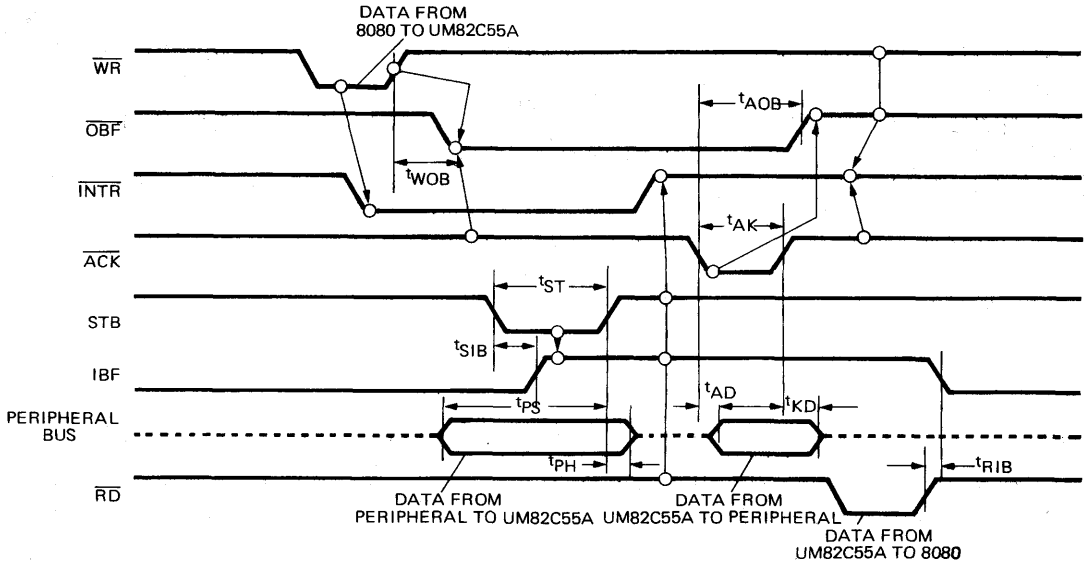 DATA FROM
8080 TO UM82C55A
WR
tAOB
OBF
tWOB
INTR
tAK
ACK
tST
STB
tSIB
IBF
tAD
tKD
tPS
PERIPHERAL
BUS
tPH
tRIB
RD
DATA FROM
PERIPHERAL TO UM82C55A
DATA FROM
UM82C55A TO PERIPHERAL
DATA FROM
UM82C55A TO 8080